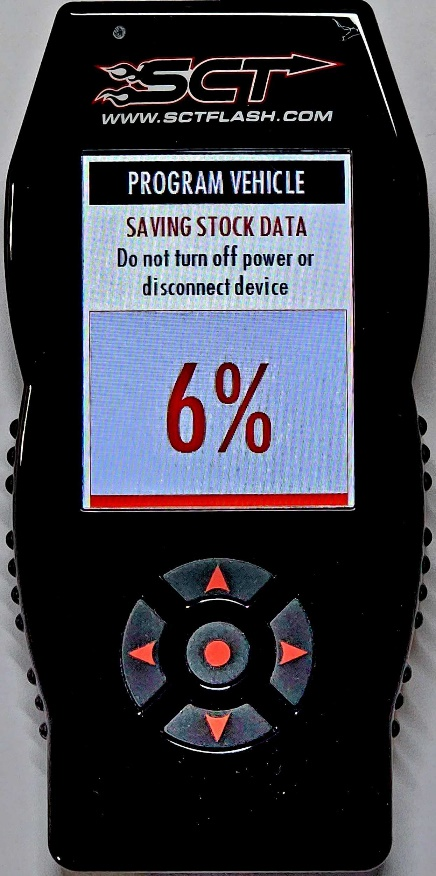 SCT
WWW.SCTFLASH.COM
PROGRAM VEHICLE
SAVING STOCK DATA
Do not turn off power or
disconnect device
6%